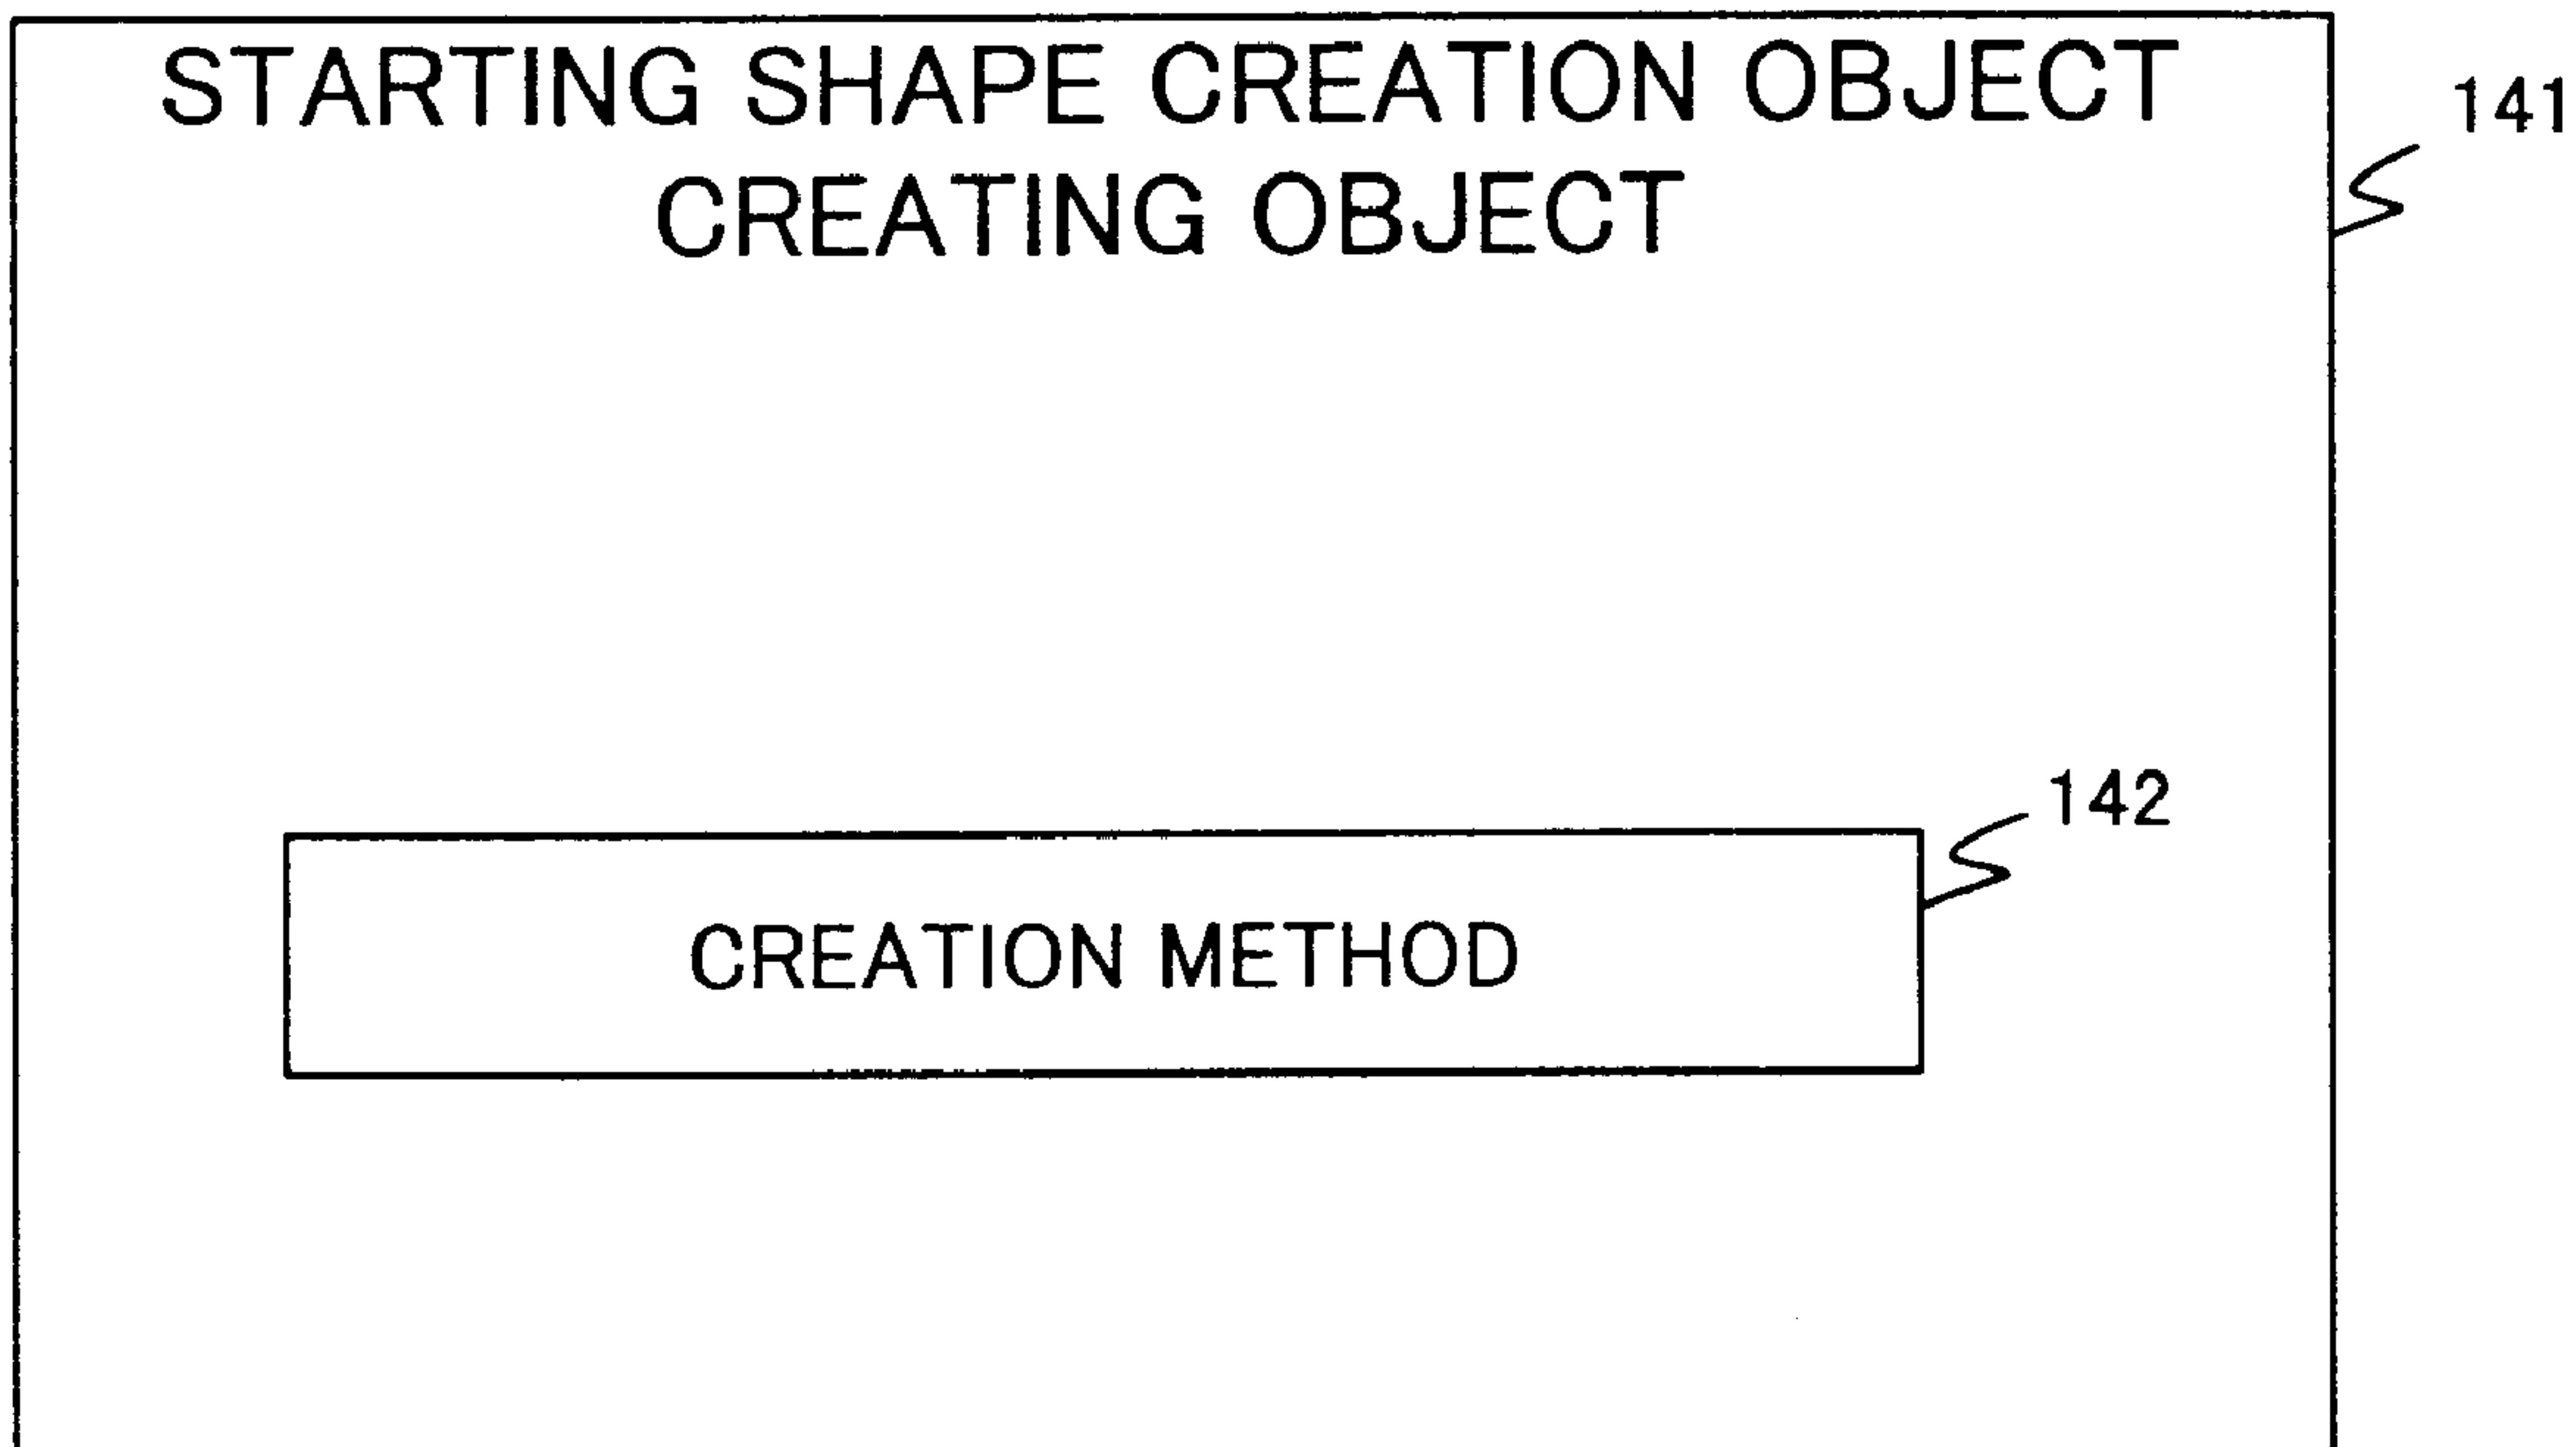 STARTING SHAPE CREATION OBJECT
CREATING OBJECT
141
142
CREATION METHOD